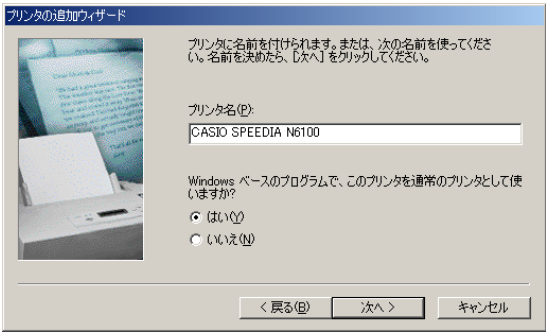 プリンタの追加ウィザード
プリンタに名前を付けられます。または、次の名前を使ってくださ
い。名前を決めたら、[次へ] をクリックしてください。
プリンタ名(P):
CASIO SPEEDIA N6100
Windows ベースのプログラムで、このプリンタを通常のプリンタとして使
いますか?
はい(Y)
いいえ(N)
< 戻る(B)
次へ >
キャンセル